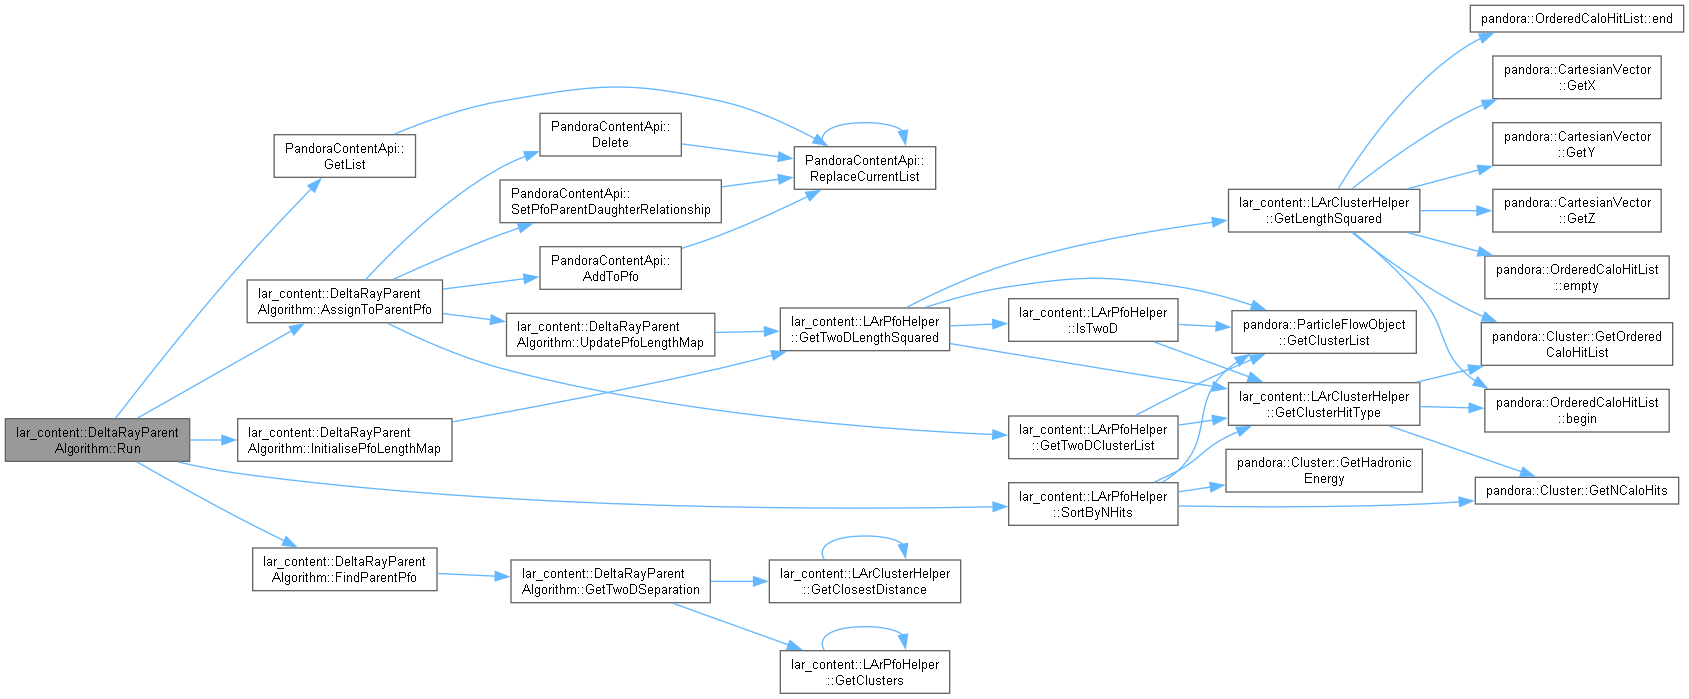 lar_content::DeltaRayParent
Algorithm::Run
PandoraContentApi::
GetList
lar_content::DeltaRayParent
Algorithm::AssignToParentPfo
lar_content::DeltaRayParent
Algorithm::InitialisePfoLengthMap
lar_content::DeltaRayParent
Algorithm::FindParentPfo
PandoraContentApi::
Delete
PandoraContentApi::
SetPfoParentDaughterRelationship
PandoraContentApi::
AddToPfo
lar_content::DeltaRayParent
Algorithm::UpdatePfoLengthMap
lar_content::DeltaRayParent
Algorithm::GetTwoDSeparation
PandoraContentApi::
ReplaceCurrentList
lar_content::LArPfoHelper
::GetTwoDLengthSquared
lar_content::LArClusterHelper
::GetClosestDistance
lar_content::LArPfoHelper
::GetClusters
lar_content::LArPfoHelper
::IsTwoD
lar_content::LArPfoHelper
::GetTwoDClusterList
lar_content::LArPfoHelper
::SortByNHits
lar_content::LArClusterHelper
::GetLengthSquared
pandora::ParticleFlowObject
::GetClusterList
lar_content::LArClusterHelper
::GetClusterHitType
pandora::Cluster::GetHadronic
Energy
pandora::OrderedCaloHitList::end
pandora::CartesianVector
::GetX
pandora::CartesianVector
::GetY
pandora::CartesianVector
::GetZ
pandora::OrderedCaloHitList
::empty
pandora::Cluster::GetOrdered
CaloHitList
pandora::OrderedCaloHitList
::begin
pandora::Cluster::GetNCaloHits